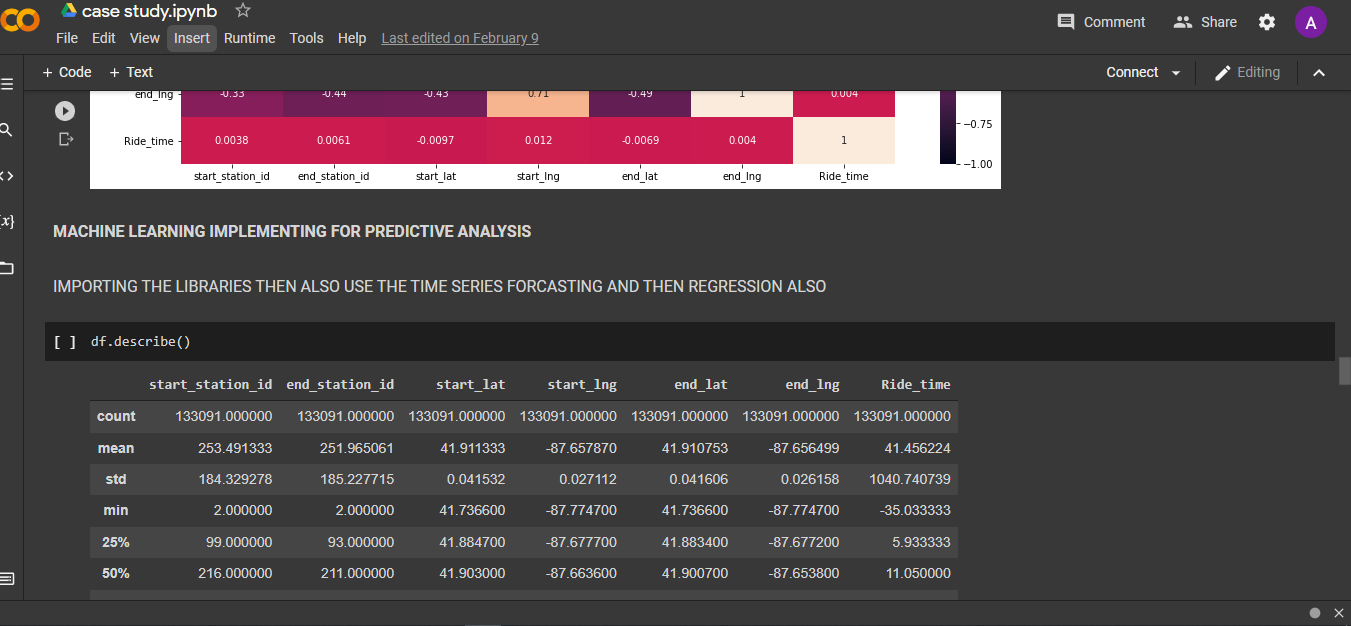 case study.ipynb
File Edit View Insert Runtime Tools Help Last edited on February 9
Comment Share A
+ Code + Text
Connect Editing
end_lng -0.33 -0.44 -0.43 0.71 -0.49 1 0.004
-0.75
Ride_time 0.0038 0.0061 -0.0097 0.012 -0.0069 0.004 1
-1.00
start_station_id end_station_id start_lat start_lng end_lat end_lng Ride_time
MACHINE LEARNING IMPLEMENTING FOR PREDICTIVE ANALYSIS
IMPORTING THE LIBRARIES THEN ALSO USE THE TIME SERIES FORCASTING AND THEN REGRESSION ALSO
[ ] df.describe()
start_station_id end_station_id start_lat start_lng end_lat end_lng Ride_time
count 133091.000000 133091.000000 133091.000000 133091.000000 133091.000000 133091.000000 133091.000000
mean 253.491333 251.965061 41.911333 -87.657870 41.910753 -87.656499 41.456224
std 184.329278 185.227715 0.041532 0.027112 0.041606 0.026158 1040.740739
min 2.000000 2.000000 41.736600 -87.774700 41.736600 -87.774700 -35.033333
25% 99.000000 93.000000 41.884700 -87.677700 41.883400 -87.677200 5.933333
50% 216.000000 211.000000 41.903000 -87.663600 41.900700 -87.653800 11.050000